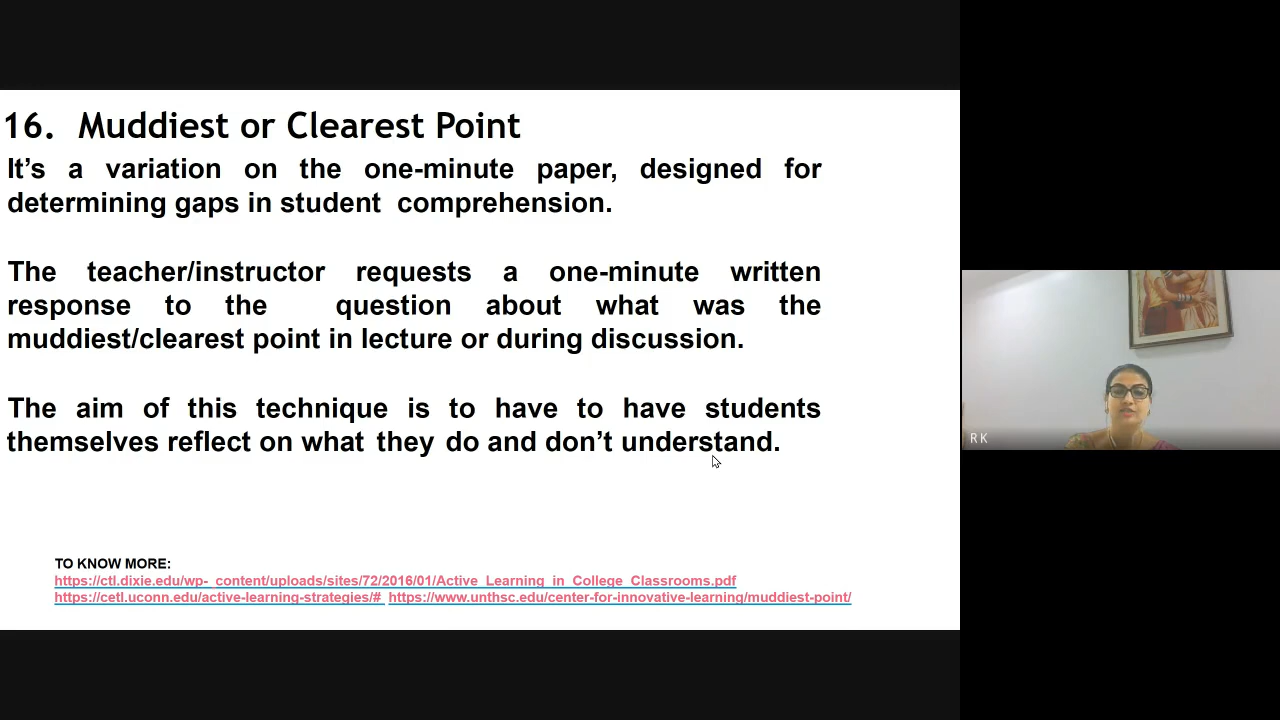 16. Muddiest or Clearest Point
It's a variation on the one-minute paper, designed for
determining gaps in student comprehension.
The teacher/instructor requests a one-minute written
response to the question about what was the
muddiest/clearest point in lecture or during discussion.
The aim of this technique is to have to have students
themselves reflect on what they do and don't understand.
TO KNOW MORE:
https://ctl.dixie.edu/wp-_content/uploads/sites/72/2016/01/Active_Learning_in_College_Classrooms.pdf
https://cetl.uconn.edu/active-learning-strategies/# https://www.unthsc.edu/center-for-innovative-learning/muddiest-point/
RK